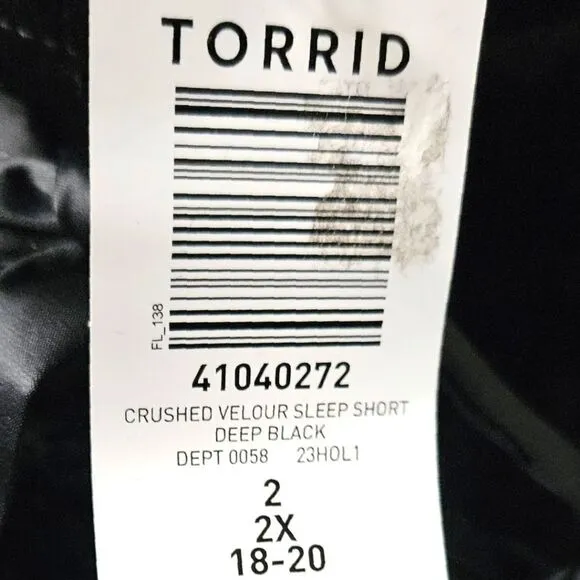 TORRID
FL_138
41040272
CRUSHED VELOUR SLEEP SHORT
DEEP BLACK
DEPT 0058 23HOL1
2
2X
18-20